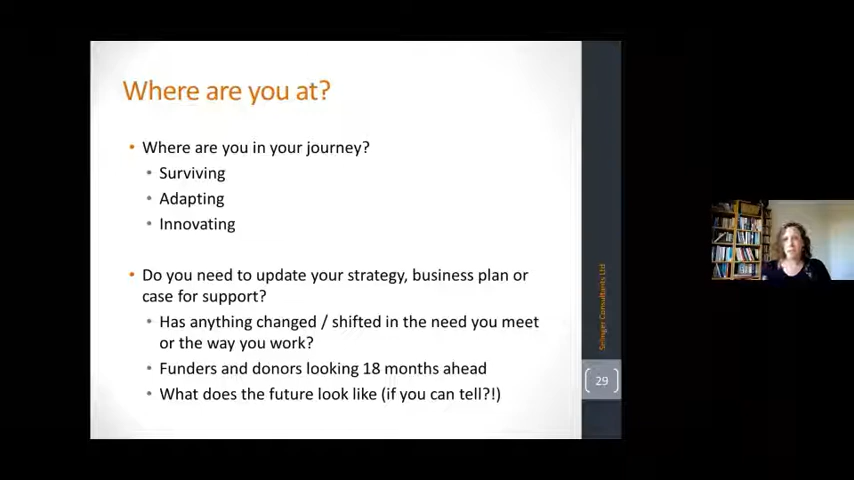 Where are you at?
Where are you in your journey?
Surviving
Adapting
Innovating
Do you need to update your strategy, business plan or
case for support?
Has anything changed / shifted in the need you meet
or the way you work?
Funders and donors looking 18 months ahead
What does the future look like (if you can tell?!)
Selinger Consultants Ltd
29